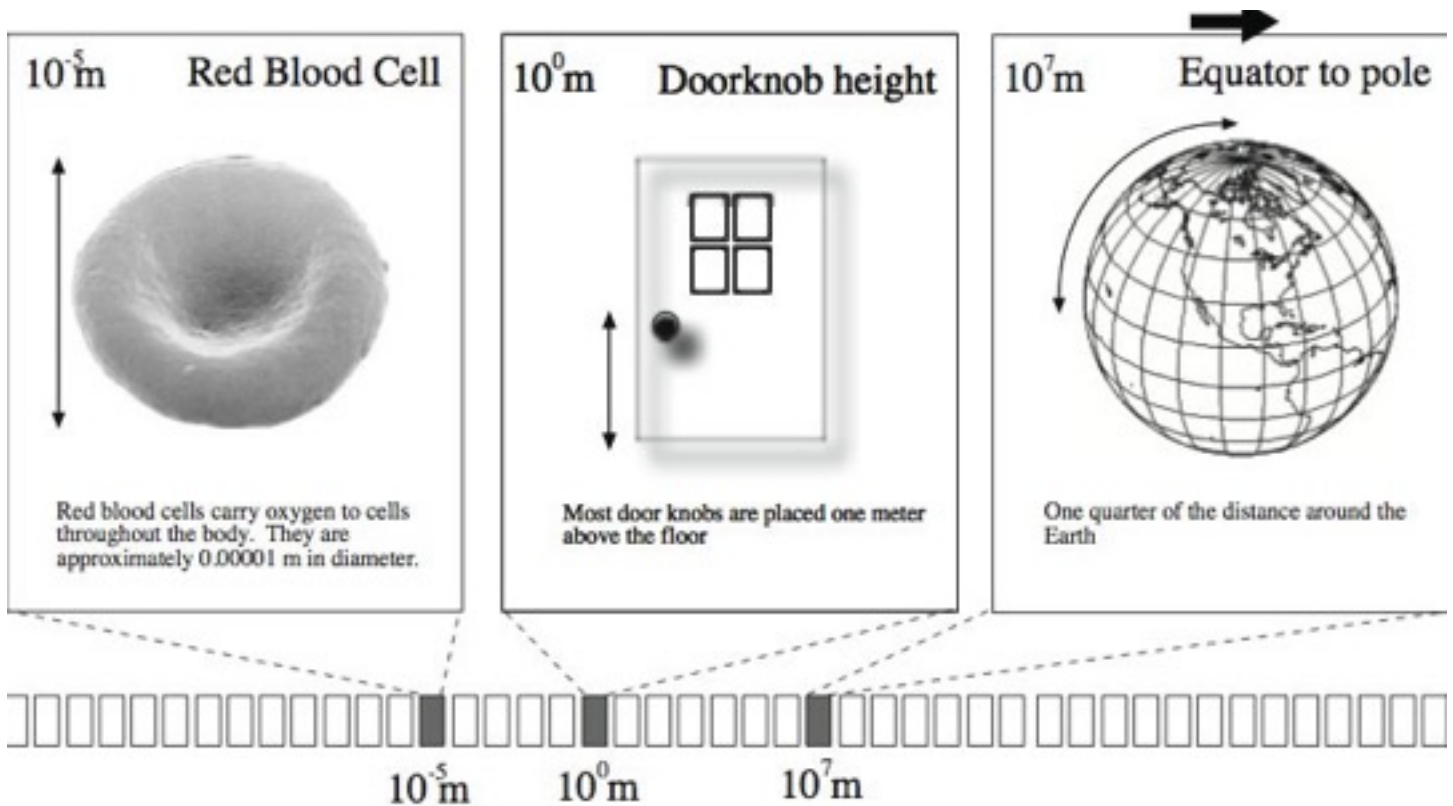 10⁻⁵m Red Blood Cell
Red blood cells carry oxygen to cells
throughout the body. They are
approximately 0.00001 m in diameter.
10⁰m Doorknob height
Most door knobs are placed one meter
above the floor
10⁷m Equator to pole
One quarter of the distance around the
Earth
10⁻⁵m 10⁰m 10⁷m